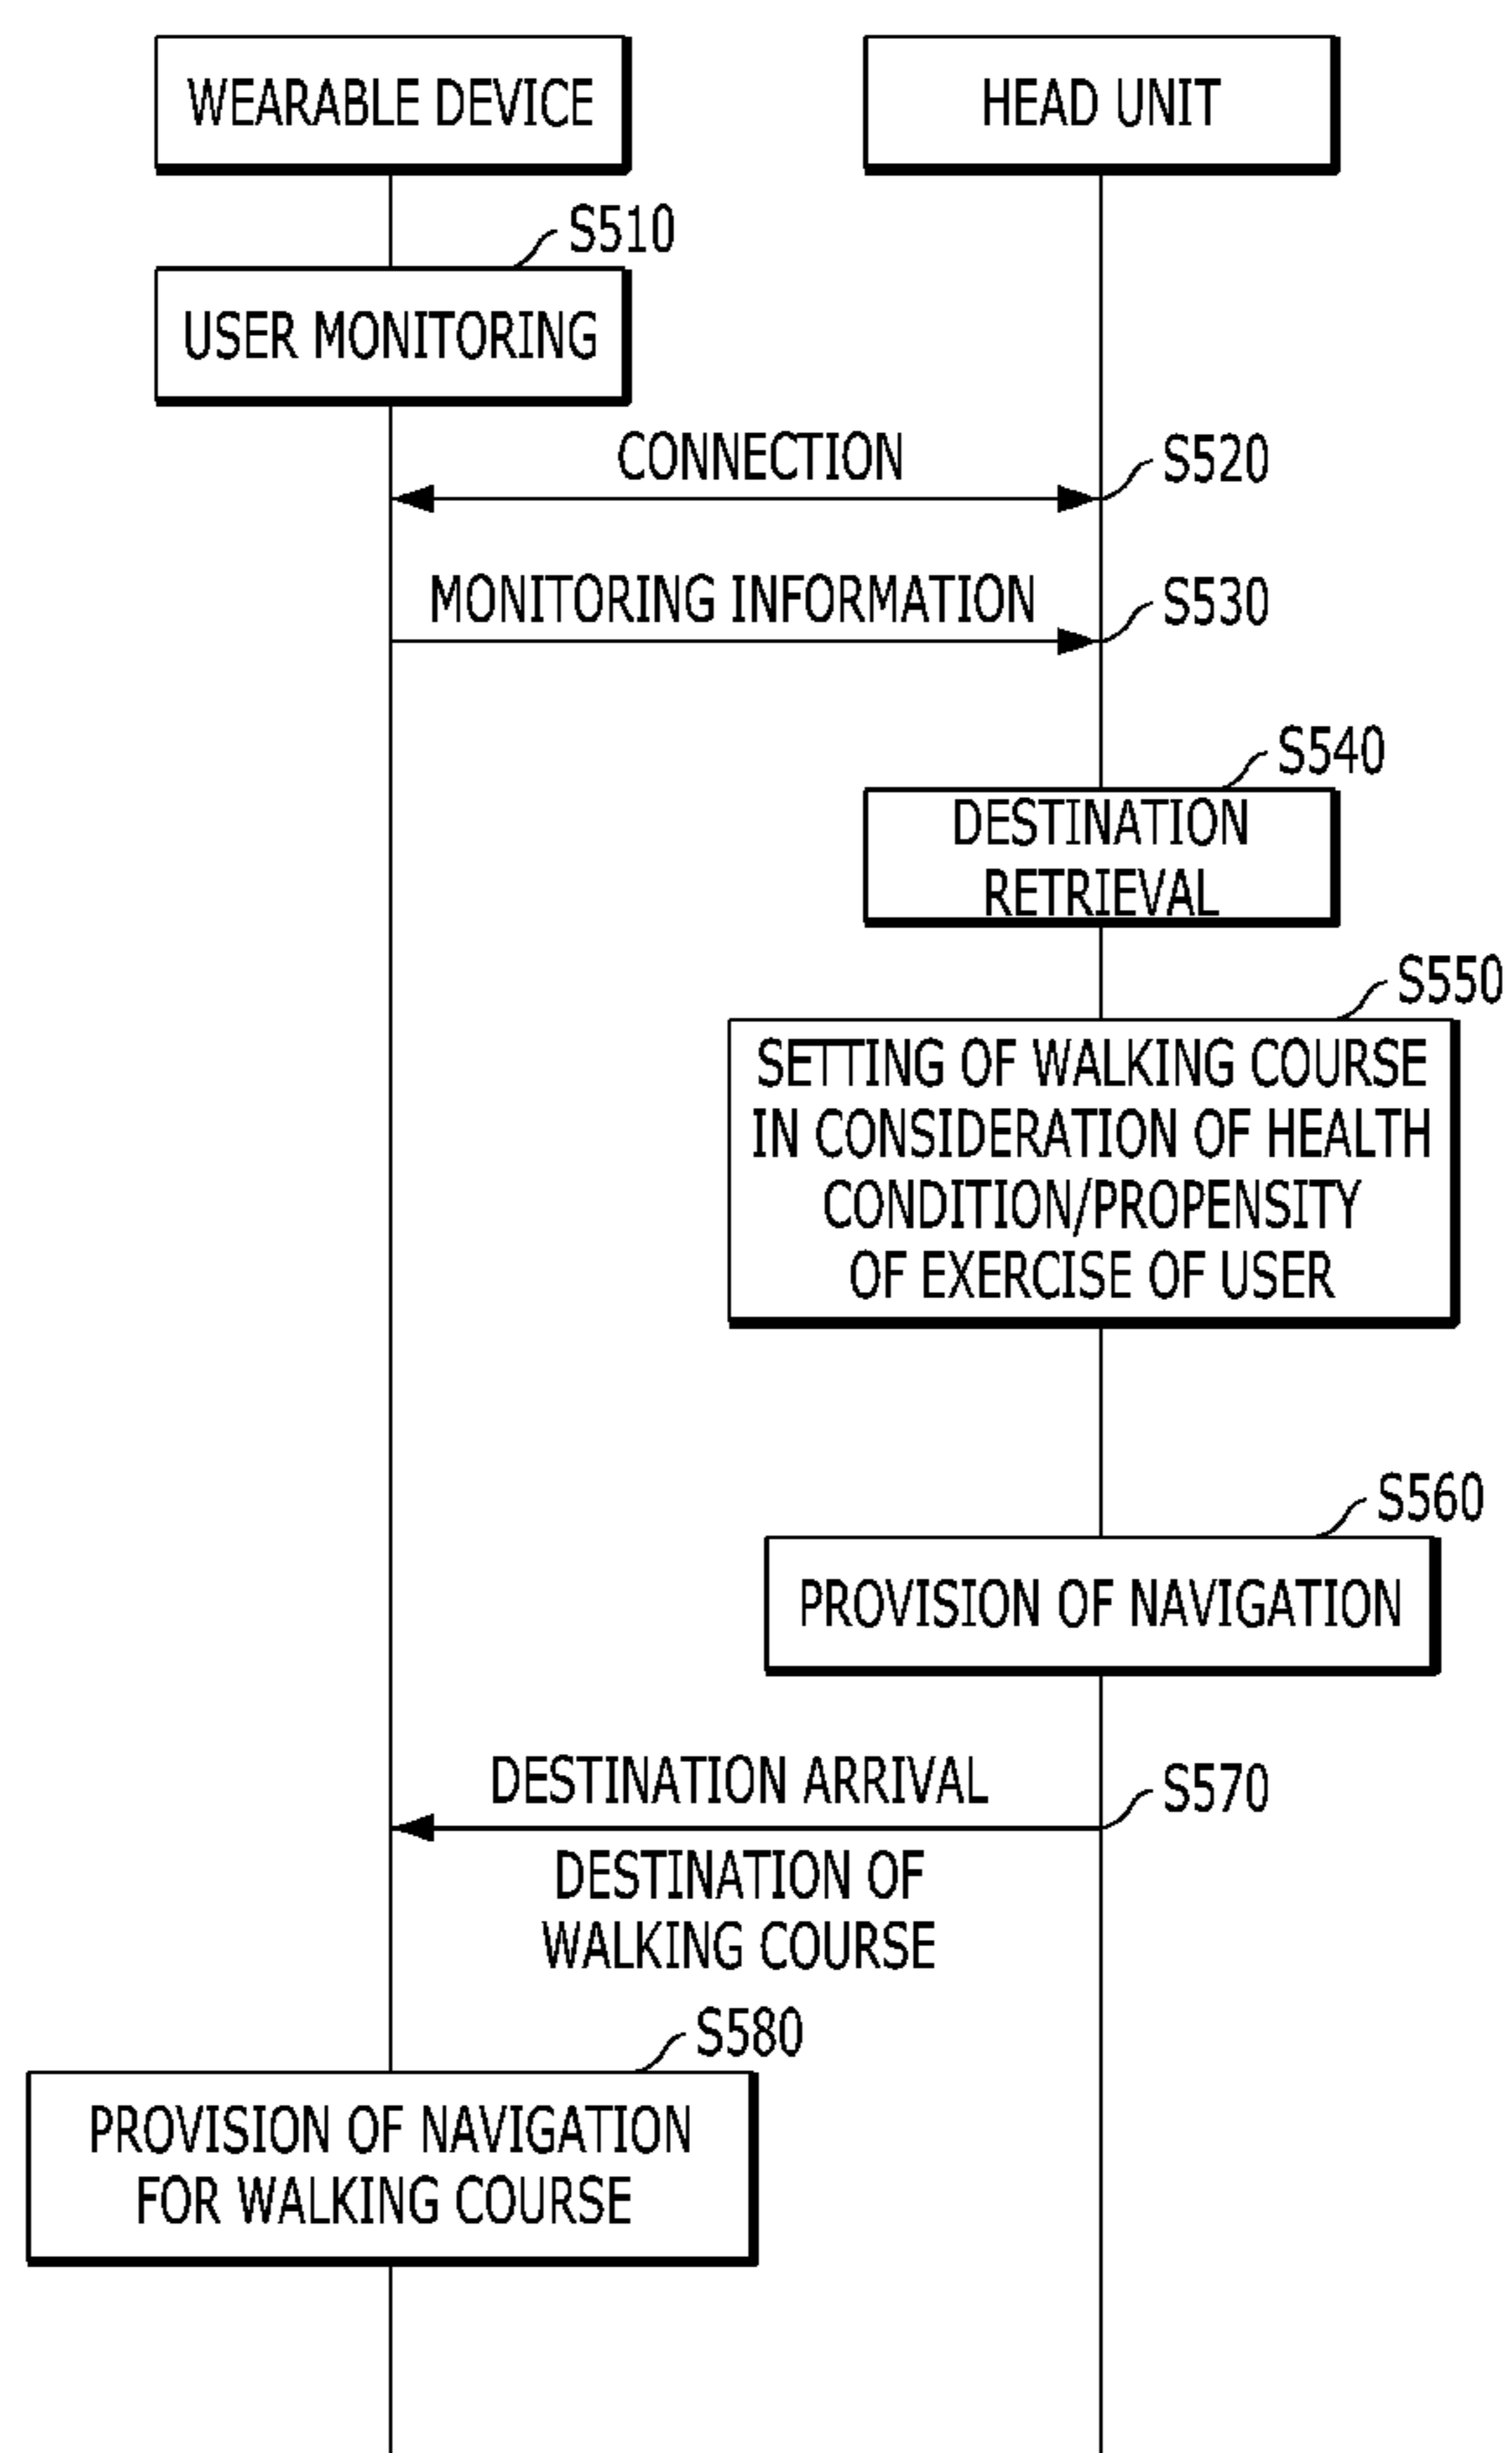 WEARABLE DEVICE
HEAD UNIT
S510
USER MONITORING
CONNECTION
S520
MONITORING INFORMATION
S530
S540
DESTINATION
RETRIEVAL
S550
SETTING OF WALKING COURSE
IN CONSIDERATION OF HEALTH
CONDITION/PROPENSITY
OF EXERCISE OF USER
S560
PROVISION OF NAVIGATION
DESTINATION ARRIVAL
S570
DESTINATION OF
WALKING COURSE
S580
PROVISION OF NAVIGATION
FOR WALKING COURSE